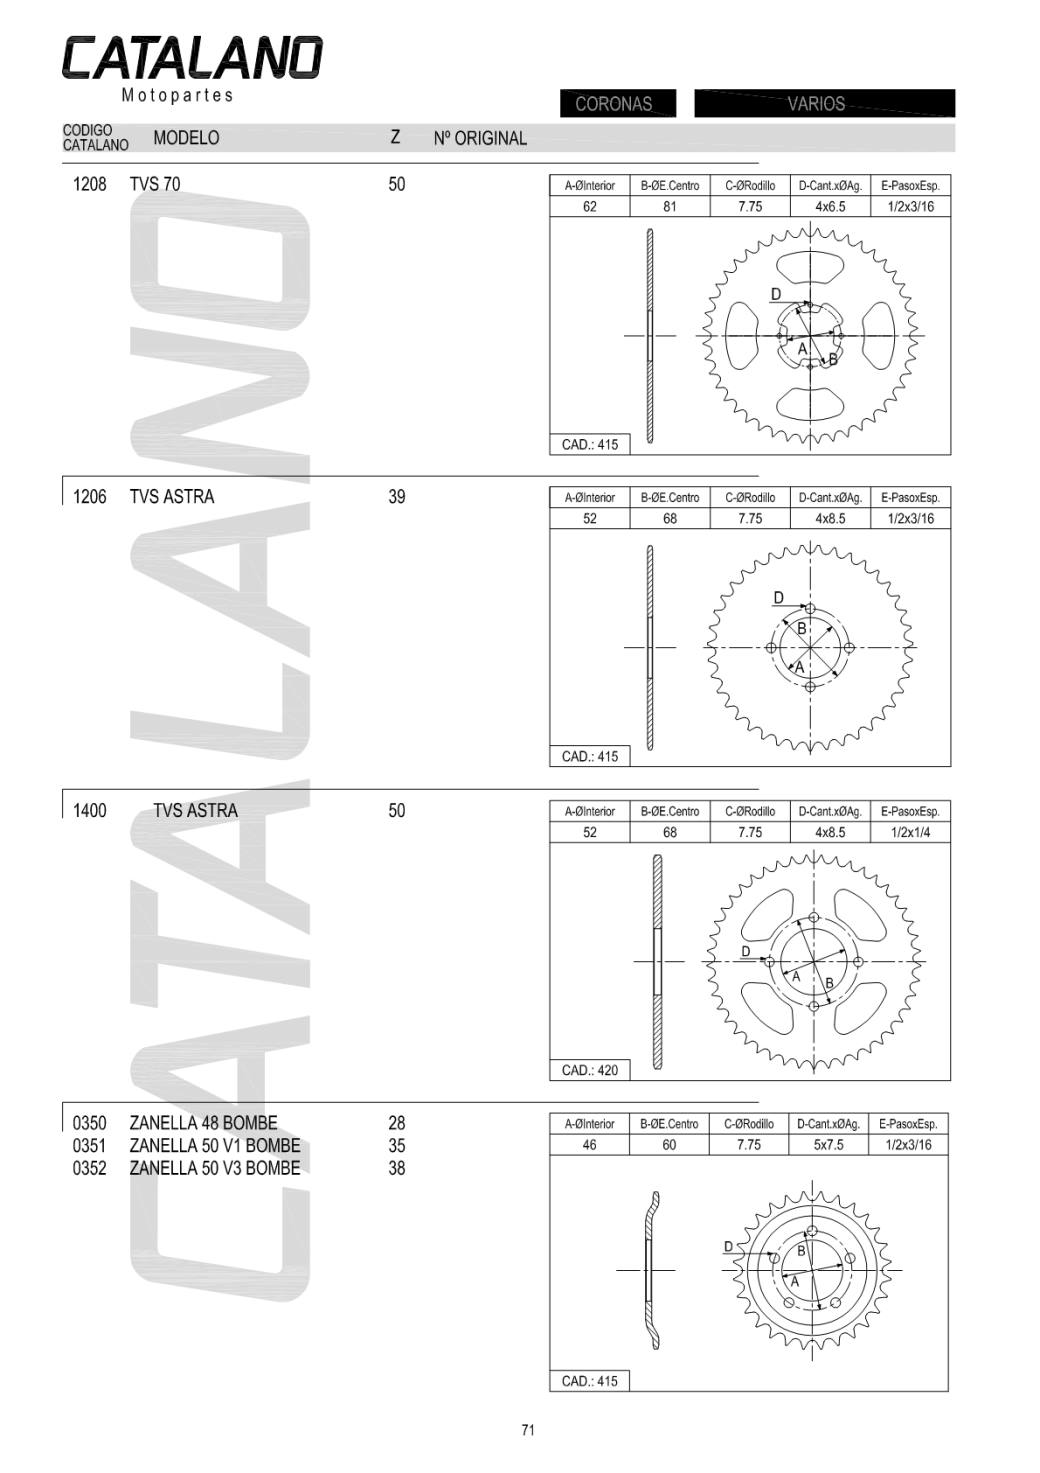 CATALANO
Motopartes
CORONAS VARIOS
CODIGO CATALANO MODELO Z Nº ORIGINAL
1208 TVS 70 50
A-ØInterior B-ØE.Centro C-ØRodillo D-Cant.xØAg. E-PasoxEsp.
62 81 7.75 4x6.5 1/2x3/16
D
A
B
CAD.: 415
1206 TVS ASTRA 39
A-ØInterior B-ØE.Centro C-ØRodillo D-Cant.xØAg. E-PasoxEsp.
52 68 7.75 4x8.5 1/2x3/16
D
B
A
CAD.: 415
1400 TVS ASTRA 50
A-ØInterior B-ØE.Centro C-ØRodillo D-Cant.xØAg. E-PasoxEsp.
52 68 7.75 4x8.5 1/2x1/4
D
A
B
CAD.: 420
0350 ZANELLA 48 BOMBE 28
0351 ZANELLA 50 V1 BOMBE 35
0352 ZANELLA 50 V3 BOMBE 38
A-ØInterior B-ØE.Centro C-ØRodillo D-Cant.xØAg. E-PasoxEsp.
46 60 7.75 5x7.5 1/2x3/16
D
B
A
CAD.: 415
CATALANO
71